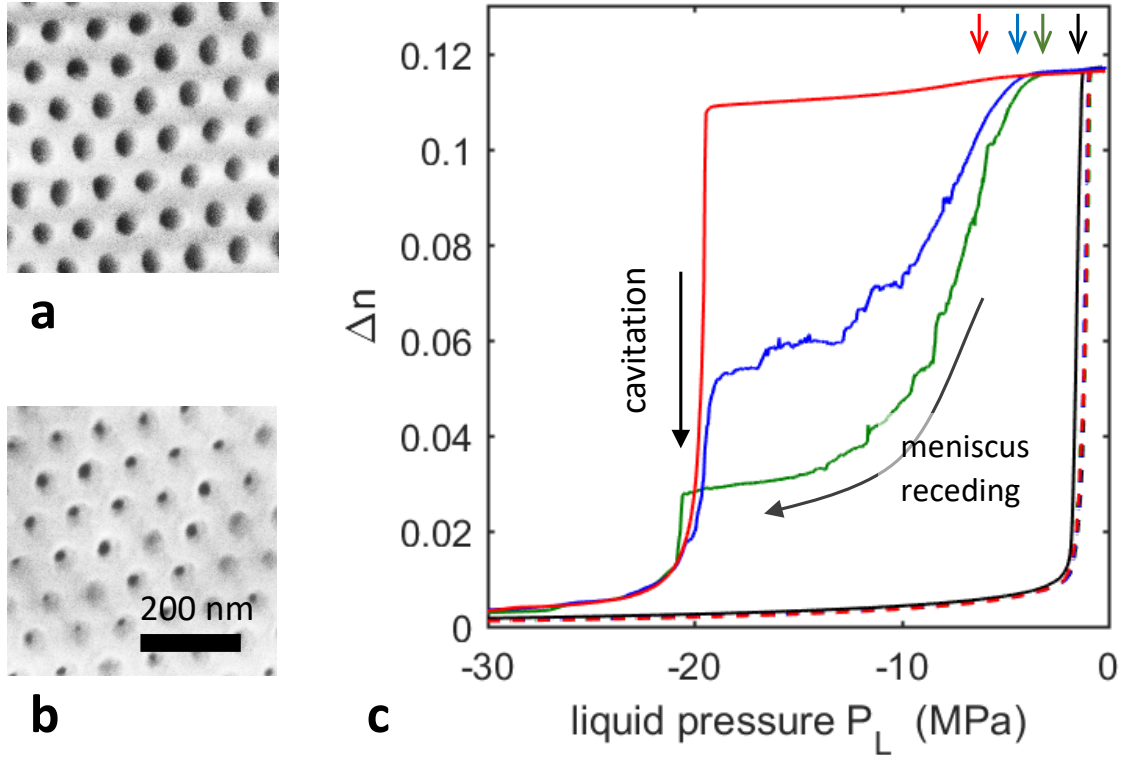 a
200 nm
b
0.12
0.1
0.08
0.06
0.04
0.02
0
Δn
cavitation
meniscus
receding
-30
-20
-10
0
c
liquid pressure P_L (MPa)